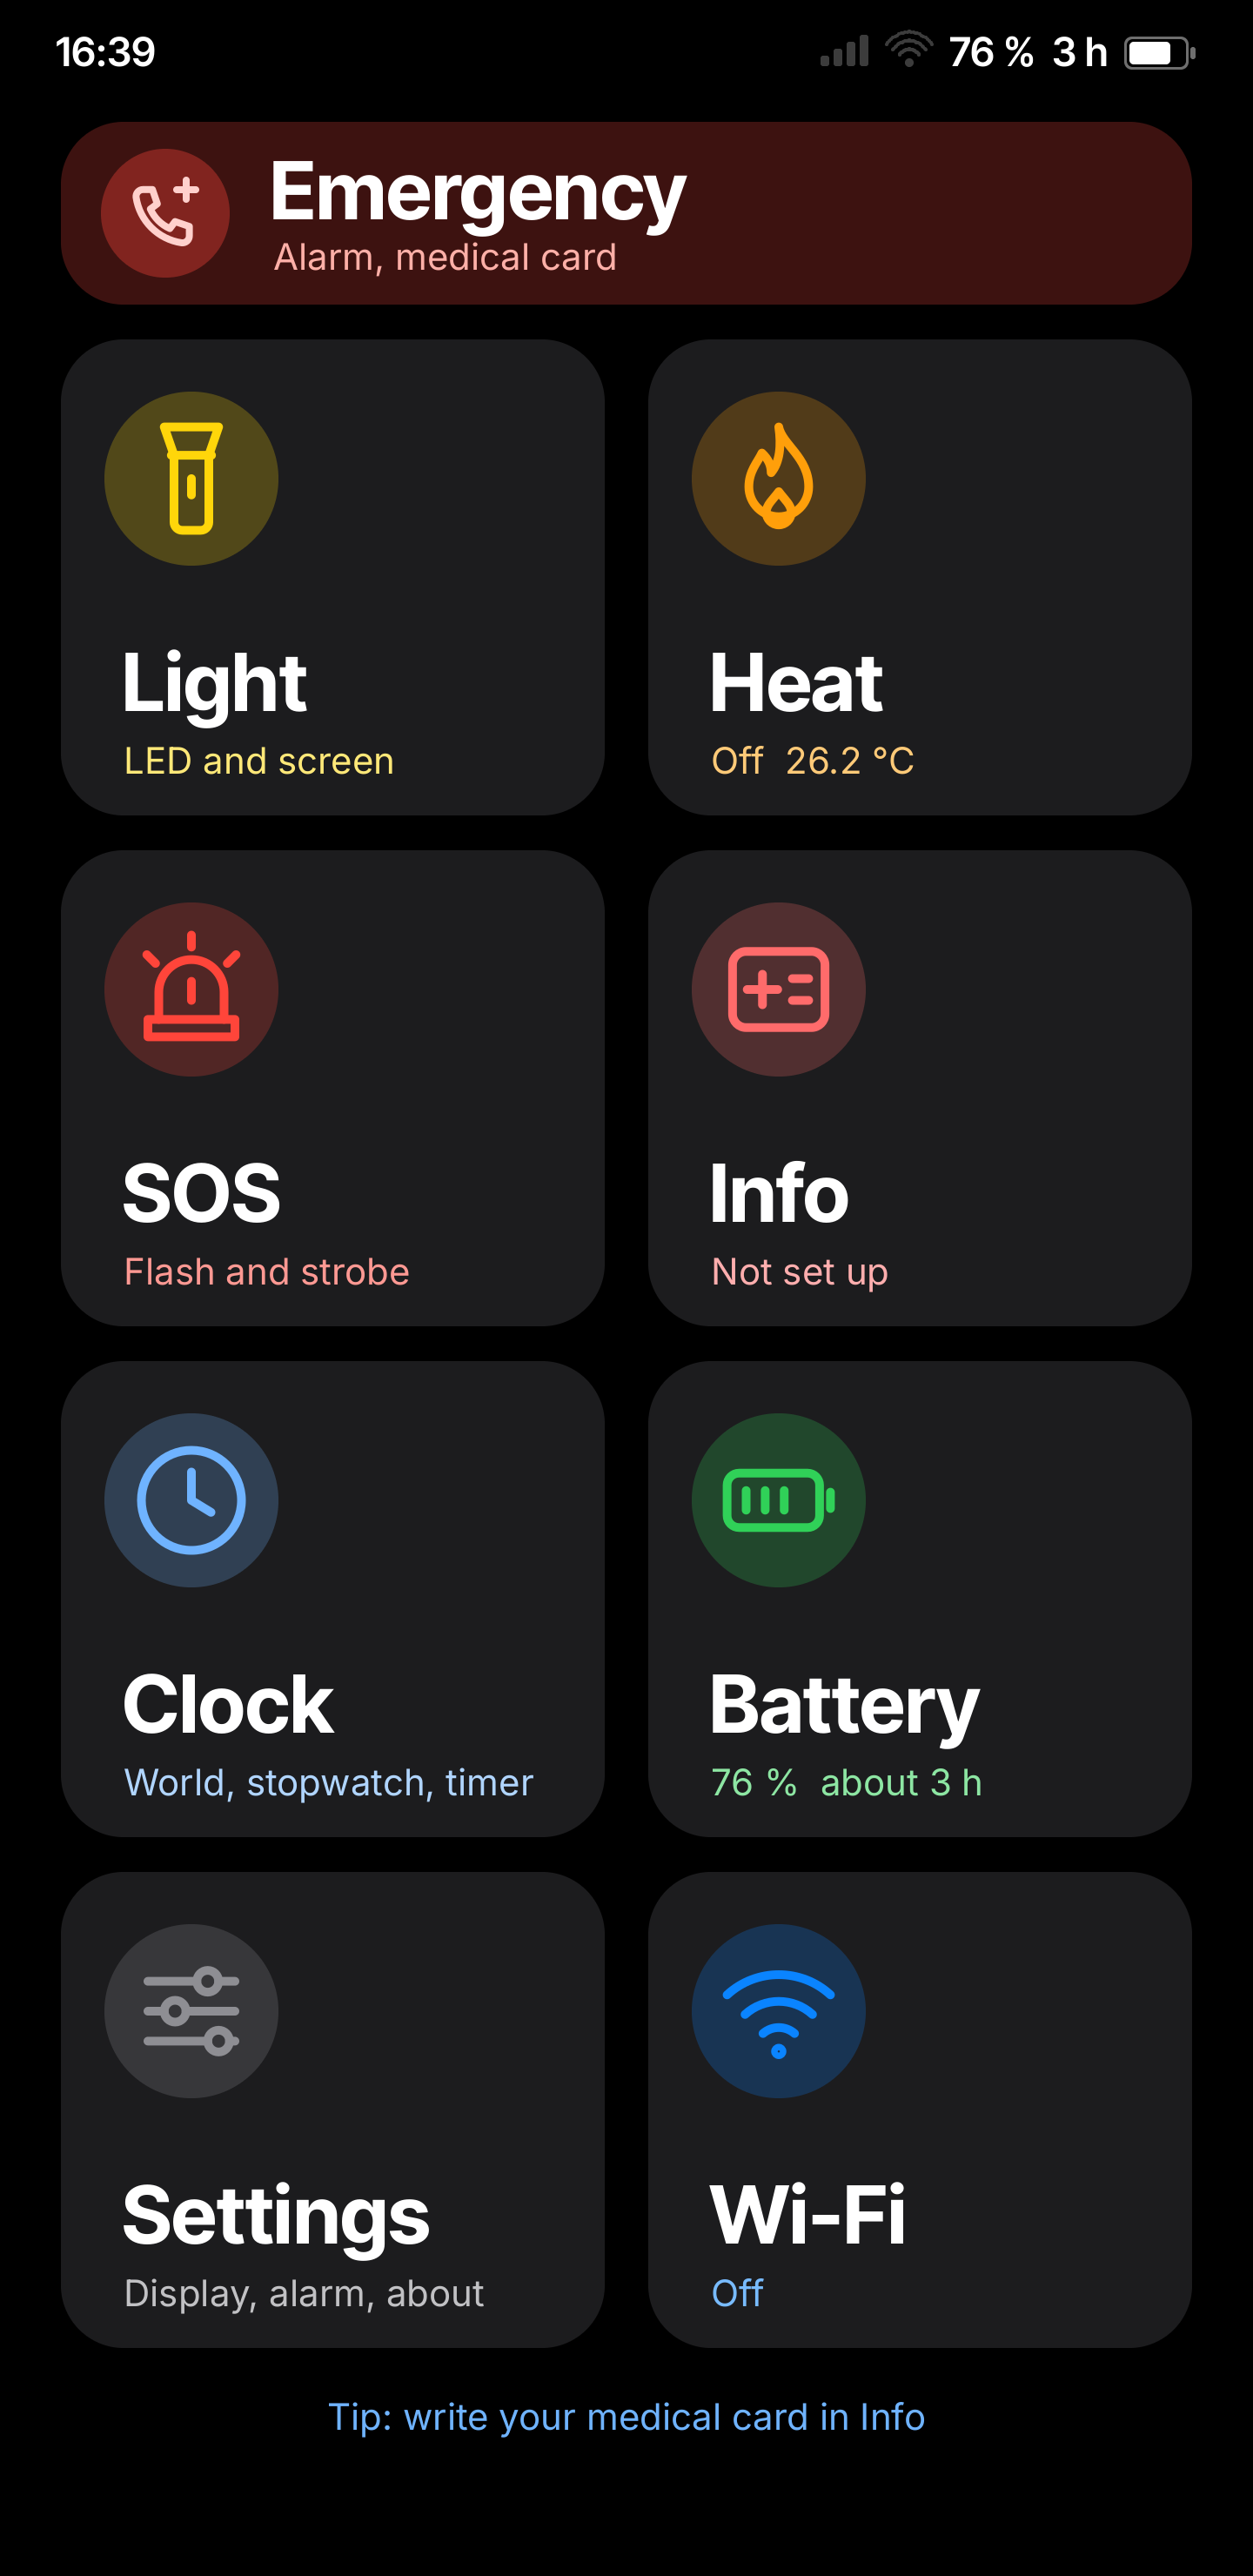 16:39 76 % 3 h
Emergency
Alarm, medical card
Light
LED and screen
Heat
Off 26.2 °C
SOS
Flash and strobe
Info
Not set up
Clock
World, stopwatch, timer
Battery
76 % about 3 h
Settings
Display, alarm, about
Wi-Fi
Off
Tip: write your medical card in Info